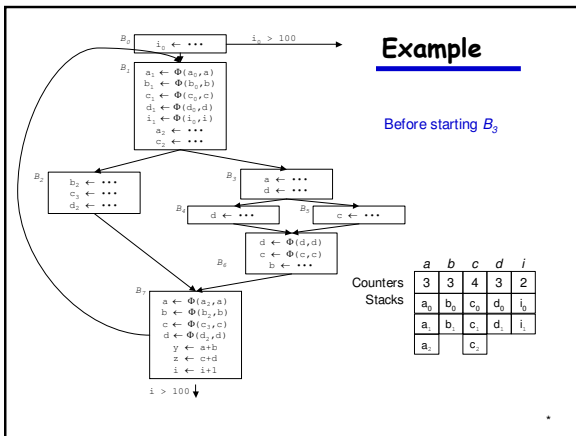 Example
Before starting B₃
B₀
i₀ ← •••
i₀ > 100
B₁
a₁ ← Φ(a₀,a)
b₁ ← Φ(b₀,b)
c₁ ← Φ(c₀,c)
d₁ ← Φ(d₀,d)
i₁ ← Φ(i₀,i)
a₂ ← •••
c₂ ← •••
B₂
b₂ ← •••
c₃ ← •••
d₂ ← •••
B₃
a ← •••
d ← •••
B₄
d ← •••
B₅
c ← •••
B₆
d ← Φ(d,d)
c ← Φ(c,c)
b ← •••
B₇
a ← Φ(a₂,a)
b ← Φ(b₂,b)
c ← Φ(c₃,c)
d ← Φ(d₂,d)
y ← a+b
z ← c+d
i ← i+1
i > 100
a b c d i
Counters 3 3 4 3 2
Stacks a₀ b₀ c₀ d₀ i₀
a₁ b₁ c₁ d₁ i₁
a₂ c₂
*